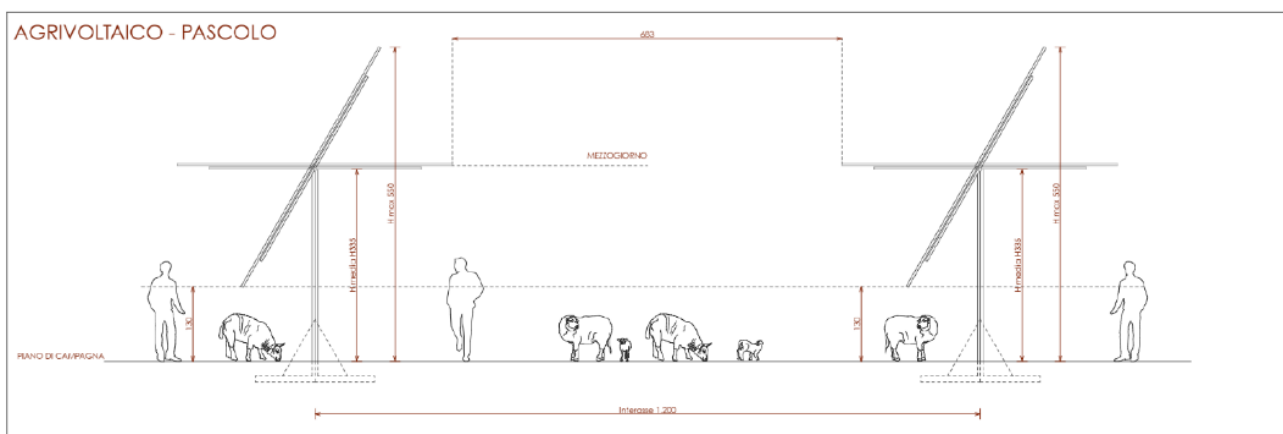 AGRIVOLTAICO - PASCOLO
683
MEZZOGIORNO
H max 550
H max 550
H media H335
H media H335
130
130
PIANO DI CAMPAGNA
Interasse 1.200